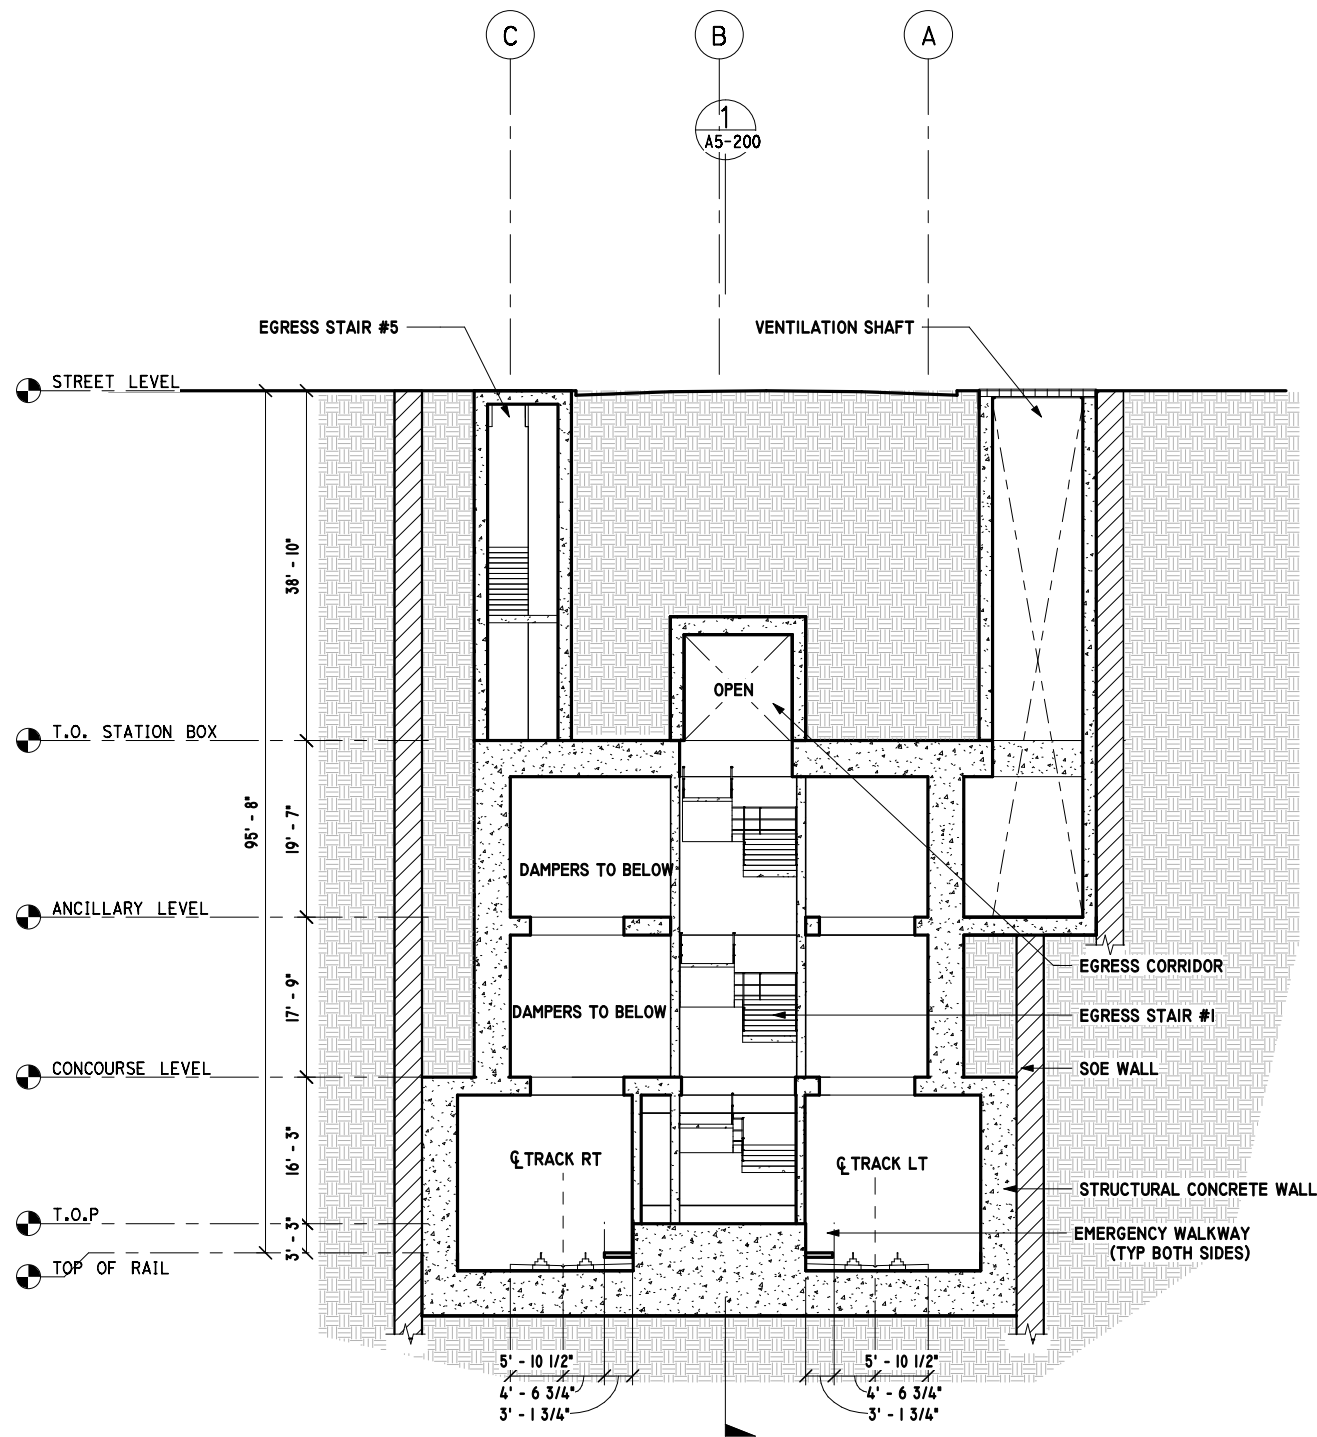 C
B
A
1
A5-200
EGRESS STAIR #5
VENTILATION SHAFT
STREET LEVEL
38' - 10"
OPEN
T.O. STATION BOX
95' - 8"
19' - 7"
DAMPERS TO BELOW
ANCILLARY LEVEL
EGRESS CORRIDOR
17' - 9"
DAMPERS TO BELOW
EGRESS STAIR #1
CONCOURSE LEVEL
SOE WALL
16' - 3"
℄ TRACK RT
℄ TRACK LT
STRUCTURAL CONCRETE WALL
T.O.P
3' - 3"
EMERGENCY WALKWAY
(TYP BOTH SIDES)
TOP OF RAIL
5' - 10 1/2"
5' - 10 1/2"
4' - 6 3/4"
4' - 6 3/4"
3' - 1 3/4"
3' - 1 3/4"